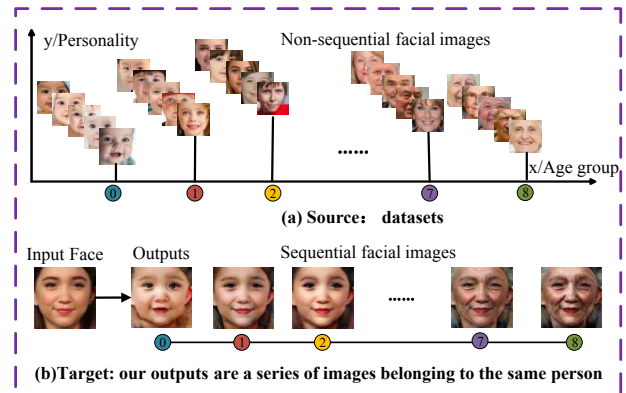 y/Personality
Non-sequential facial images
......
x/Age group
0 1 2 7 8
(a) Source： datasets
Input Face Outputs Sequential facial images
......
0 1 2 7 8
(b)Target: our outputs are a series of images belonging to the same person